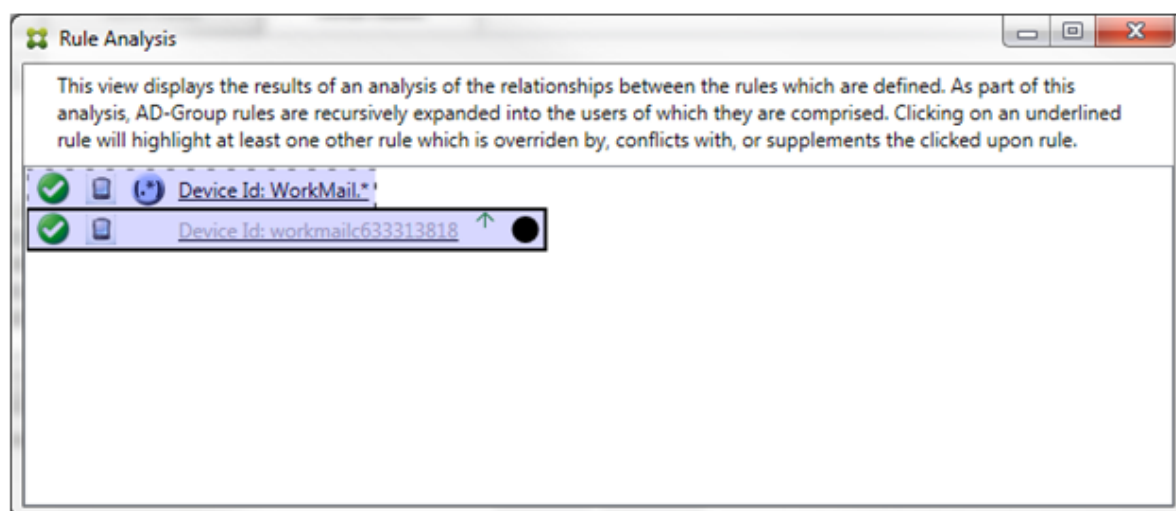 Rule Analysis
This view displays the results of an analysis of the relationships between the rules which are defined. As part of this
analysis, AD-Group rules are recursively expanded into the users of which they are comprised. Clicking on an underlined
rule will highlight at least one other rule which is overriden by, conflicts with, or supplements the clicked upon rule.
(.*) Device Id: WorkMail.*
Device Id: workmailc633313818